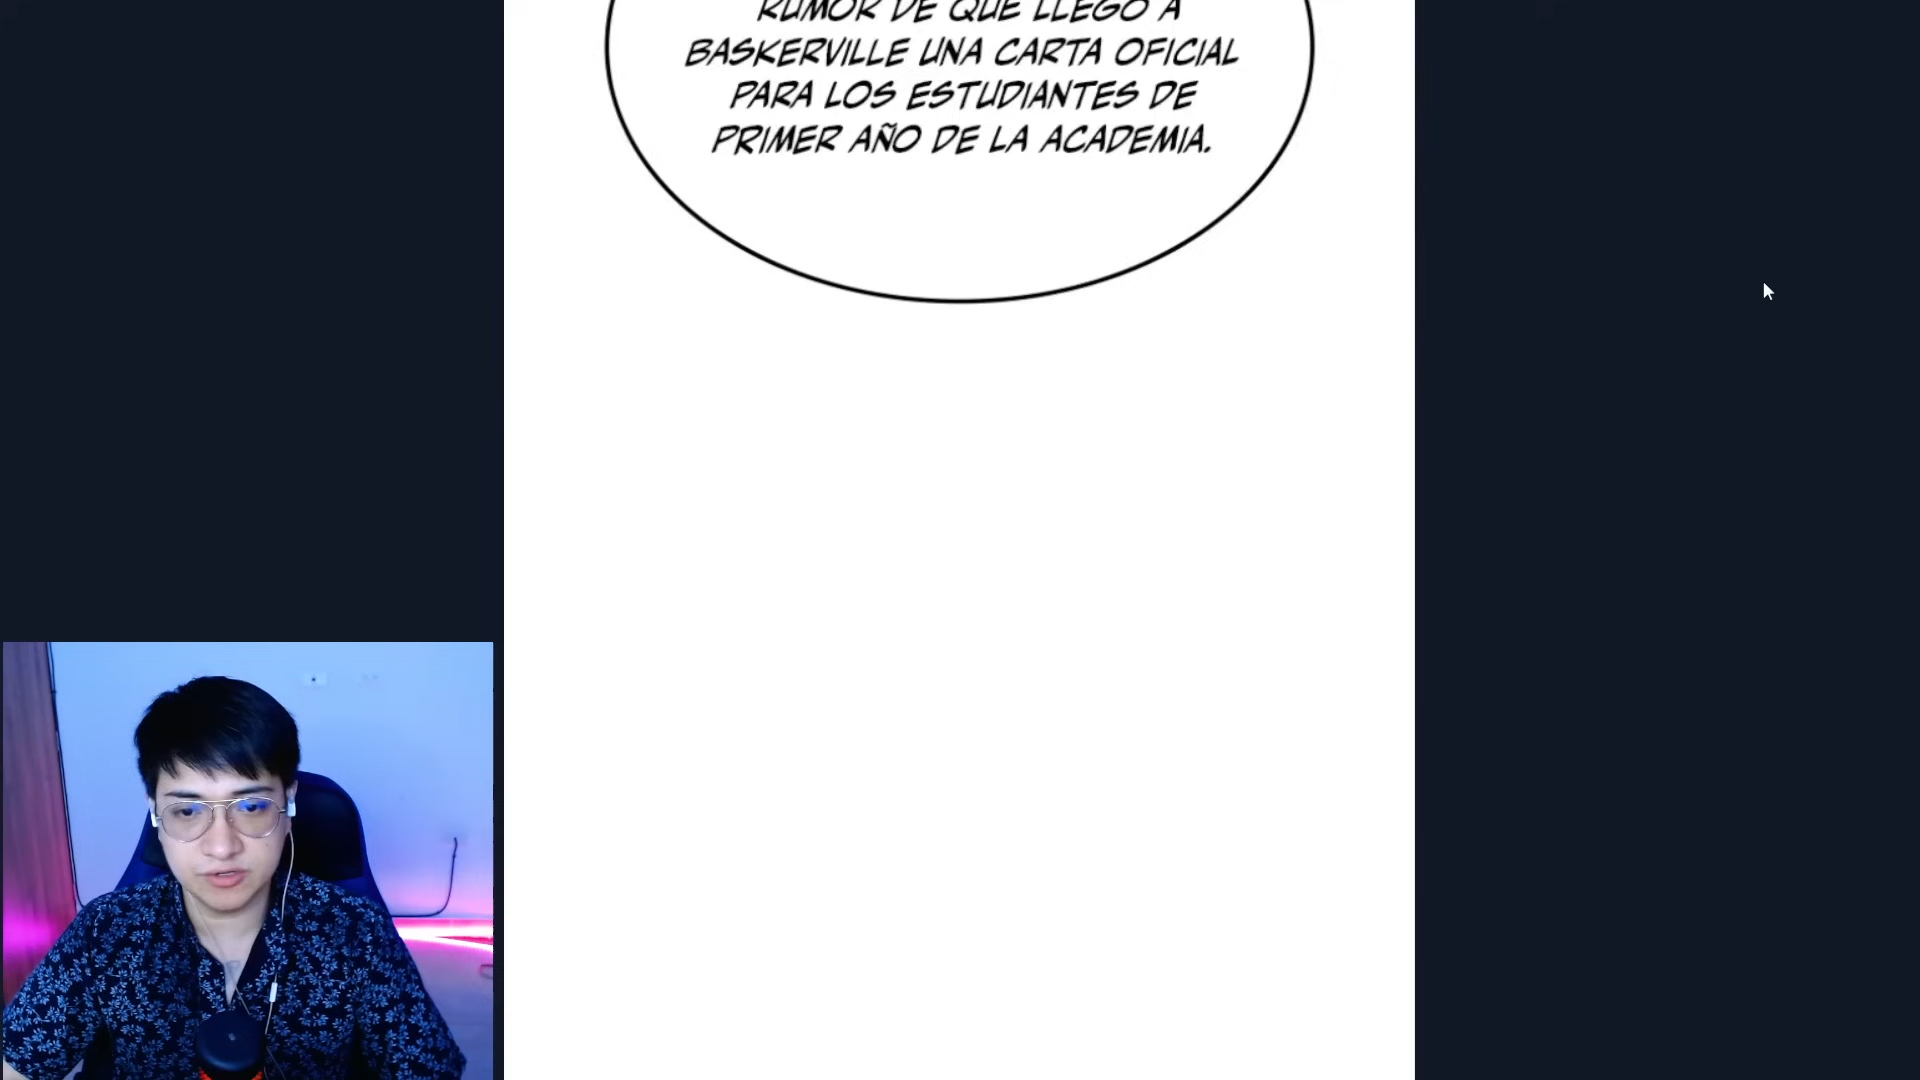 RUMOR DE QUE LLEGÓ A
BASKERVILLE UNA CARTA OFICIAL
PARA LOS ESTUDIANTES DE
PRIMER AÑO DE LA ACADEMIA.